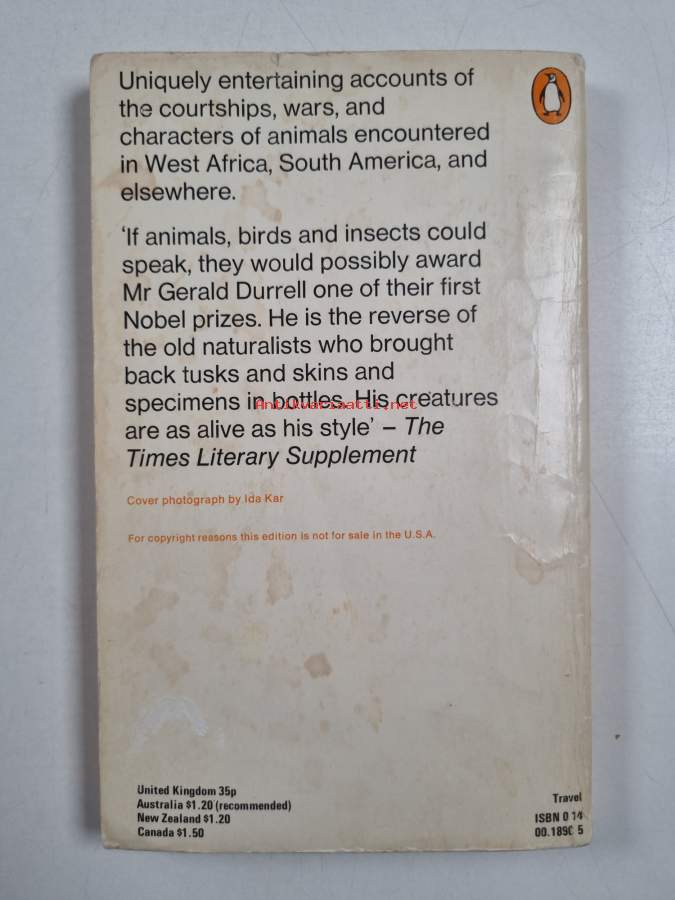 Uniquely entertaining accounts of
the courtships, wars, and
characters of animals encountered
in West Africa, South America, and
elsewhere.
'If animals, birds and insects could
speak, they would possibly award
Mr Gerald Durrell one of their first
Nobel prizes. He is the reverse of
the old naturalists who brought
back tusks and skins and
specimens in bottles. His creatures
Antikvariaatti.net
are as alive as his style' – The
Times Literary Supplement
Cover photograph by Ida Kar
For copyright reasons this edition is not for sale in the U.S.A.
United Kingdom 35p
Australia $1.20 (recommended)
New Zealand $1.20
Canada $1.50
Travel
ISBN 0 14
00.1890 5